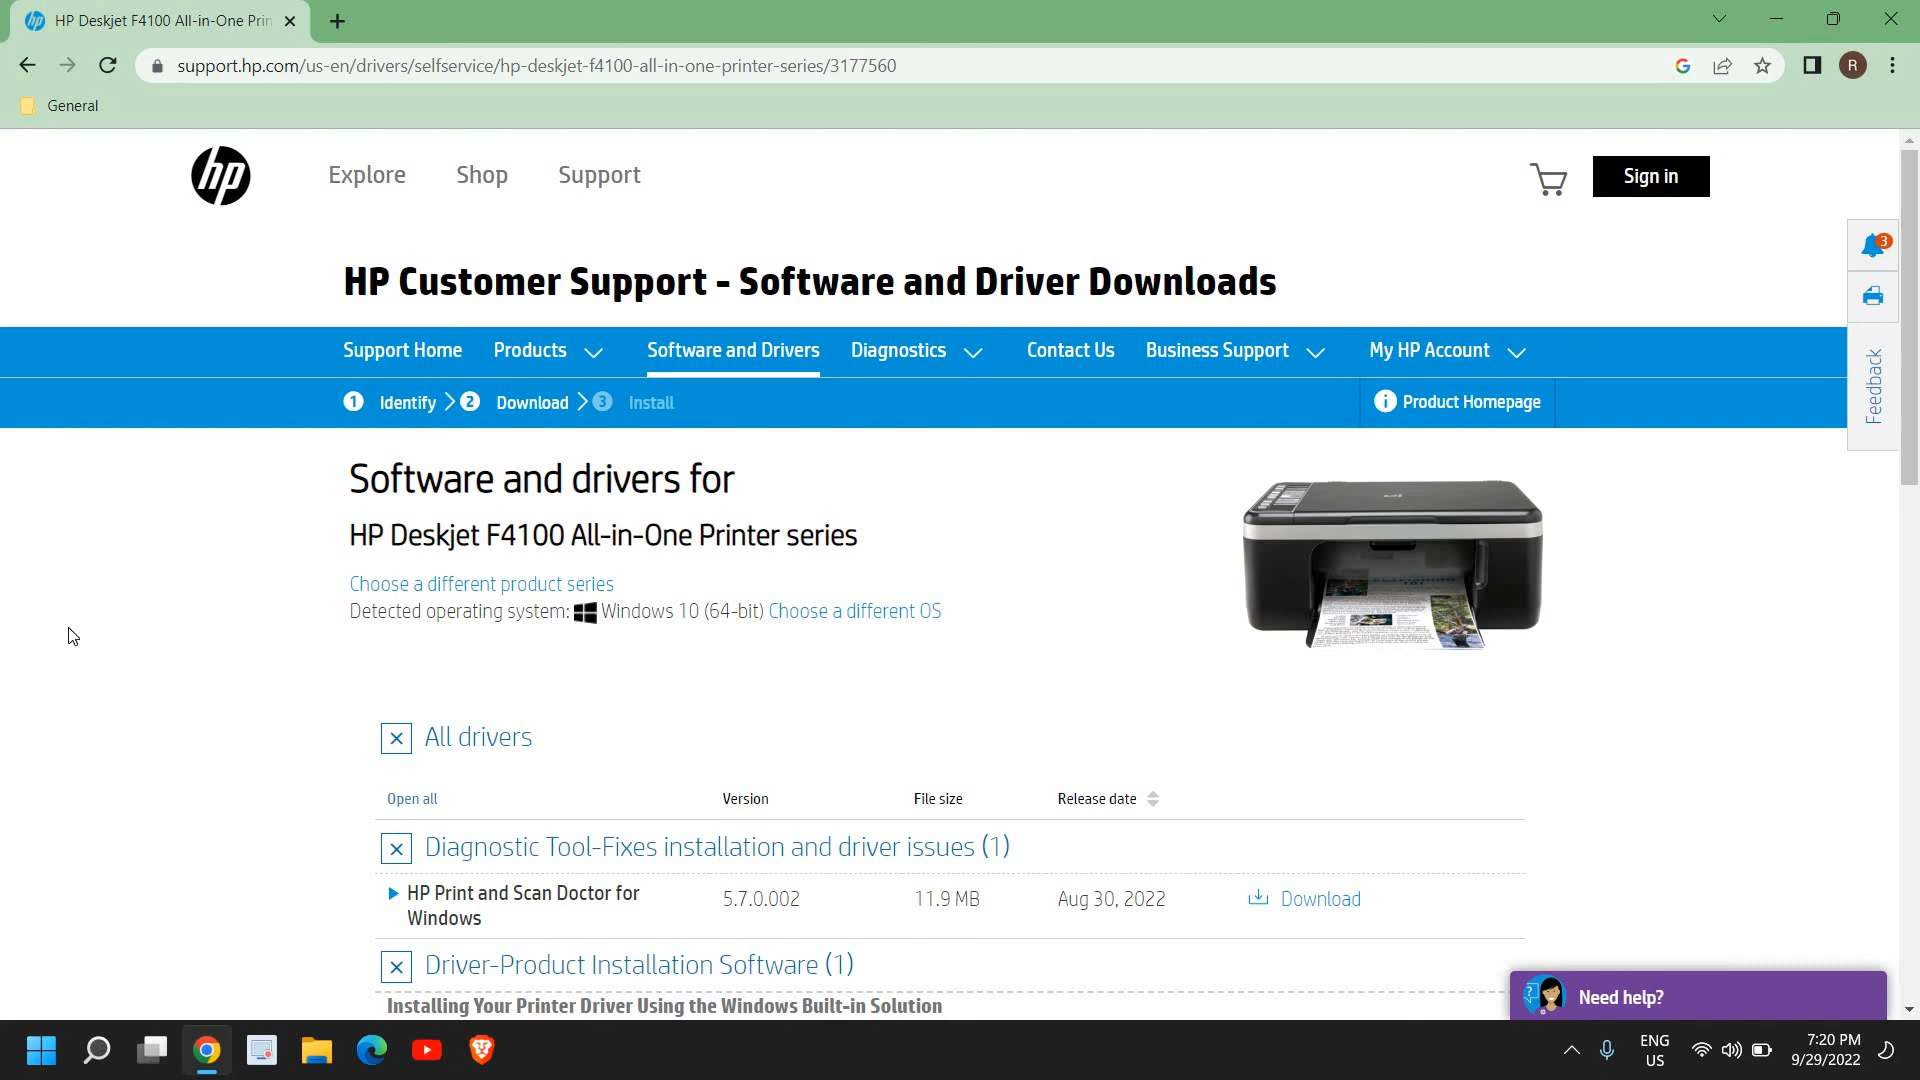 HP Deskjet F4100 All-in-One Prin
support.hp.com/us-en/drivers/selfservice/hp-deskjet-f4100-all-in-one-printer-series/3177560
R
General
hp
Explore Shop Support
Sign in
3
HP Customer Support - Software and Driver Downloads
Support Home Products Software and Drivers Diagnostics Contact Us Business Support My HP Account
Feedback
1 Identify 2 Download 3 Install
Product Homepage
Software and drivers for
HP Deskjet F4100 All-in-One Printer series
Choose a different product series
Detected operating system: Windows 10 (64-bit) Choose a different OS
All drivers
Open all Version File size Release date
Diagnostic Tool-Fixes installation and driver issues (1)
HP Print and Scan Doctor for
Windows
5.7.0.002 11.9 MB Aug 30, 2022 Download
Driver-Product Installation Software (1)
Installing Your Printer Driver Using the Windows Built-in Solution
Need help?
ENG
US
7:20 PM
9/29/2022